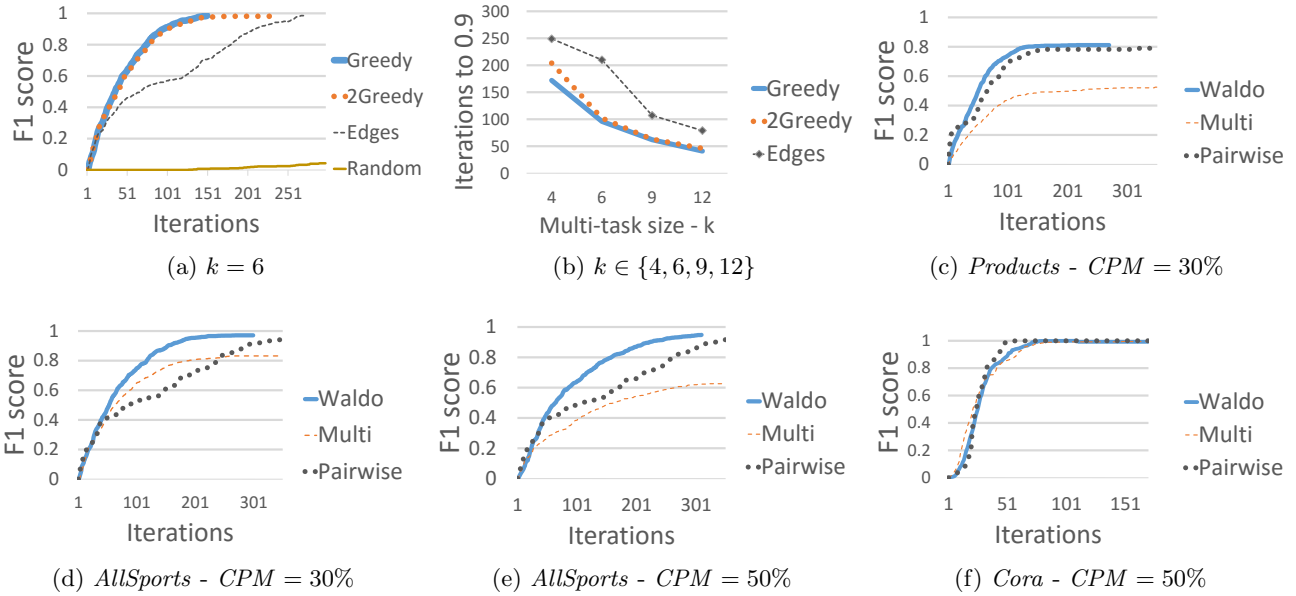 F1 score
1
0.8
0.6
0.4
0.2
0
1 51 101 151 201 251
Iterations
Greedy
2Greedy
Edges
Random
(a) k = 6
Iterations to 0.9
300
250
200
150
100
50
0
4 6 9 12
Multi-task size - k
Greedy
2Greedy
Edges
(b) k ∈ {4, 6, 9, 12}
F1 score
1
0.8
0.6
0.4
0.2
0
1 101 201 301
Iterations
Waldo
Multi
Pairwise
(c) Products - CPM = 30%
F1 score
1
0.8
0.6
0.4
0.2
0
1 101 201 301
Iterations
Waldo
Multi
Pairwise
(d) AllSports - CPM = 30%
F1 score
1
0.8
0.6
0.4
0.2
0
1 101 201 301
Iterations
Waldo
Multi
Pairwise
(e) AllSports - CPM = 50%
F1 score
1
0.8
0.6
0.4
0.2
0
1 51 101 151
Iterations
Waldo
Multi
Pairwise
(f) Cora - CPM = 50%